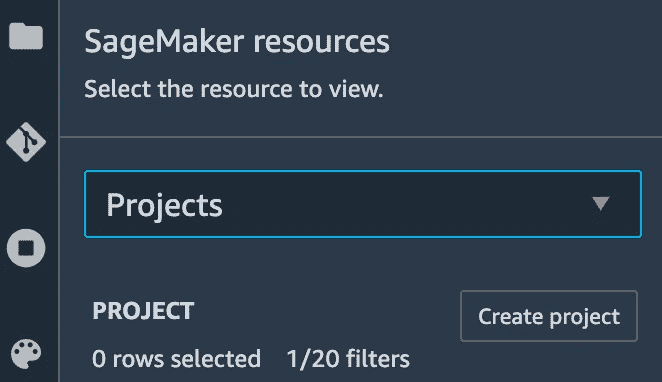 SageMaker resources
Select the resource to view.
Projects
PROJECT
Create project
0 rows selected 1/20 filters